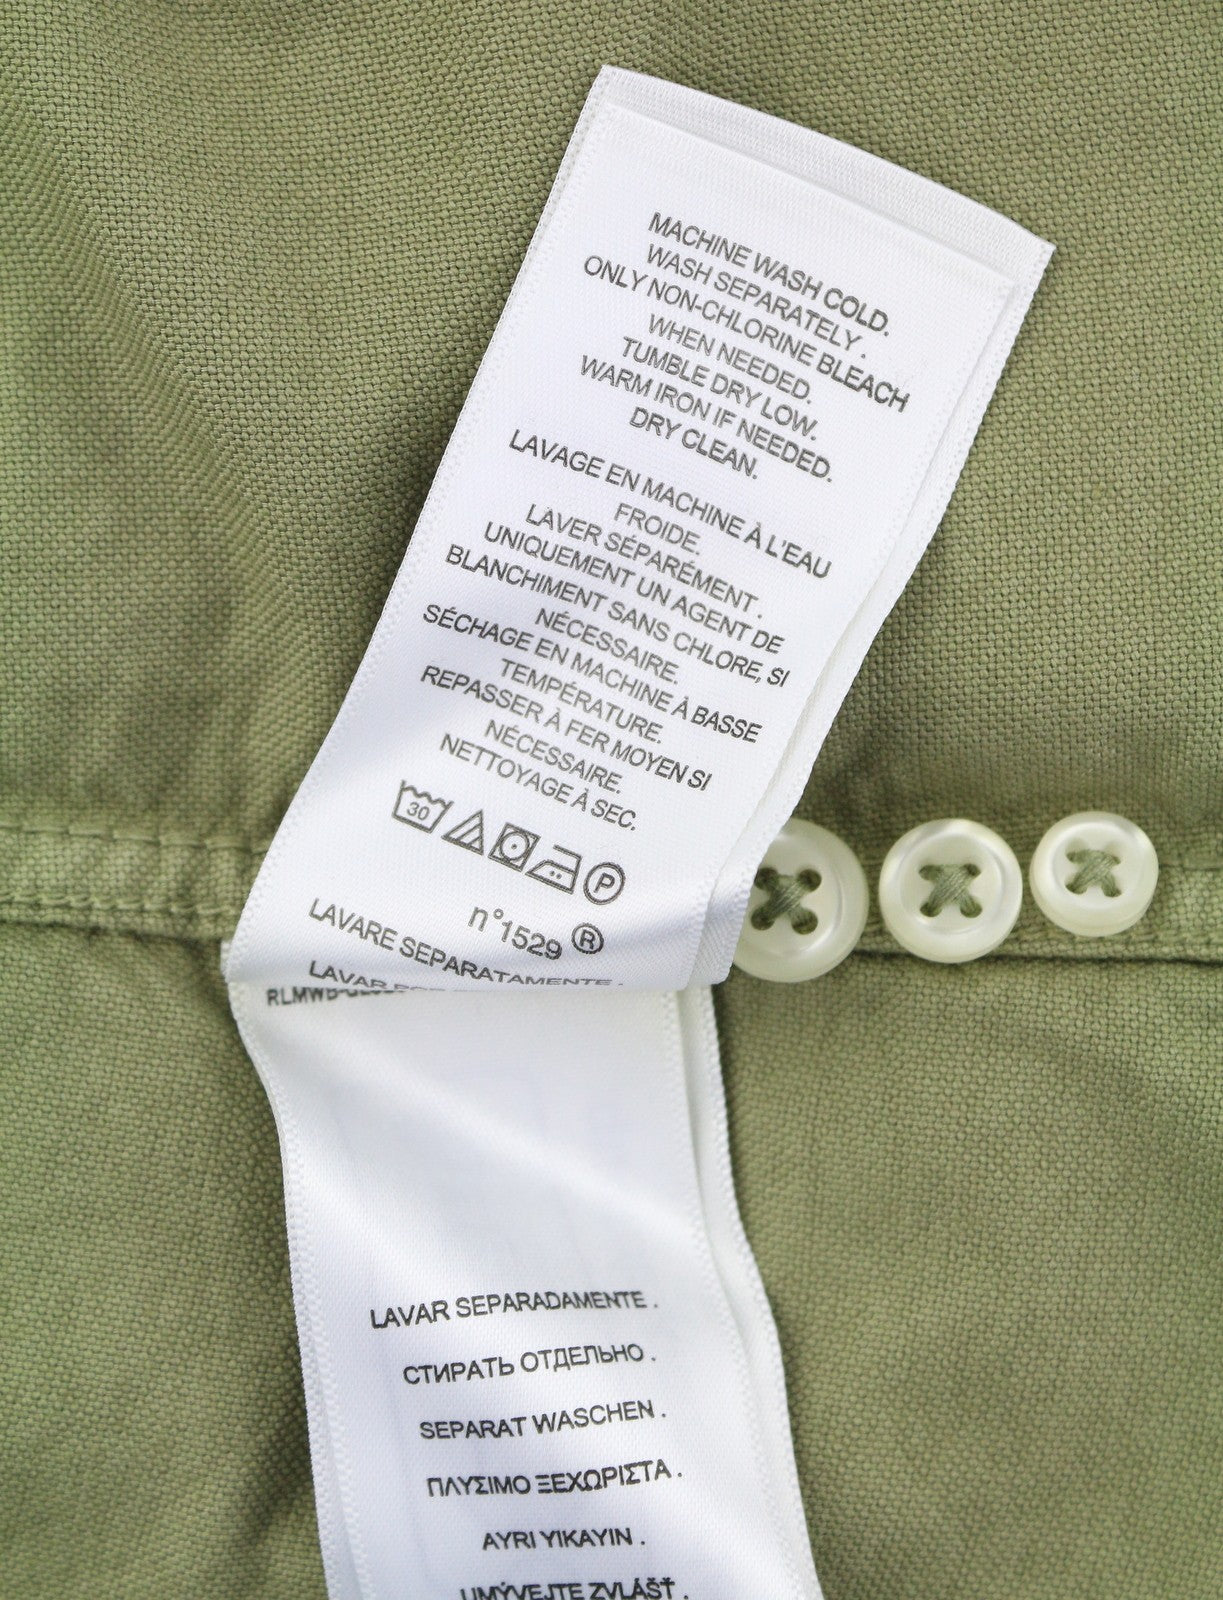 MACHINE WASH COLD.
WASH SEPARATELY.
ONLY NON-CHLORINE BLEACH
WHEN NEEDED.
TUMBLE DRY LOW.
WARM IRON IF NEEDED.
DRY CLEAN.
LAVAGE EN MACHINE À L'EAU
FROIDE.
LAVER SÉPARÉMENT.
UNIQUEMENT UN AGENT DE
BLANCHIMENT SANS CHLORE, SI
NÉCESSAIRE.
SÉCHAGE EN MACHINE À BASSE
TEMPÉRATURE.
REPASSER À FER MOYEN SI
NÉCESSAIRE.
NETTOYAGE À SEC.
30 P
n°1529 ®
LAVARE SEPARATAMENTE.
LAVAR
LAVAR SEPARADAMENTE.
СТИРАТЬ ОТДЕЛЬНО.
SEPARAT WASCHEN.
ΠΛΥΣΙΜΟ ΞΕΧΩΡΙΣΤΑ.
AYRI YIKAYIN.
UMÝVEJTE ZVLÁŠŤ.